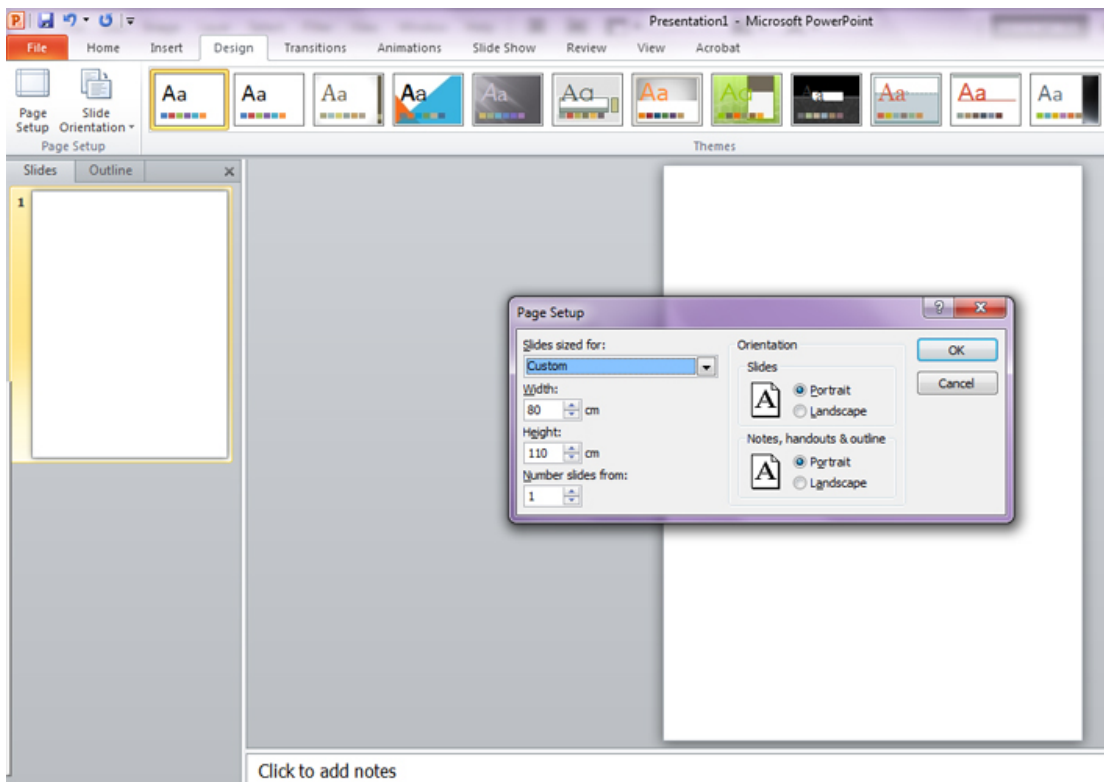 Presentation1 - Microsoft PowerPoint
File Home Insert Design Transitions Animations Slide Show Review View Acrobat
Page Setup
Slide Orientation
Aa Aa Aa Aa Aa Aa Aa Aa Aa Aa Aa Aa
Page Setup
Themes
Slides Outline
1
Page Setup
Slides sized for:
Custom
Width:
80 cm
Height:
110 cm
Number slides from:
1
Orientation
Slides
A
Portrait
Landscape
Notes, handouts & outline
A
Portrait
Landscape
OK
Cancel
Click to add notes